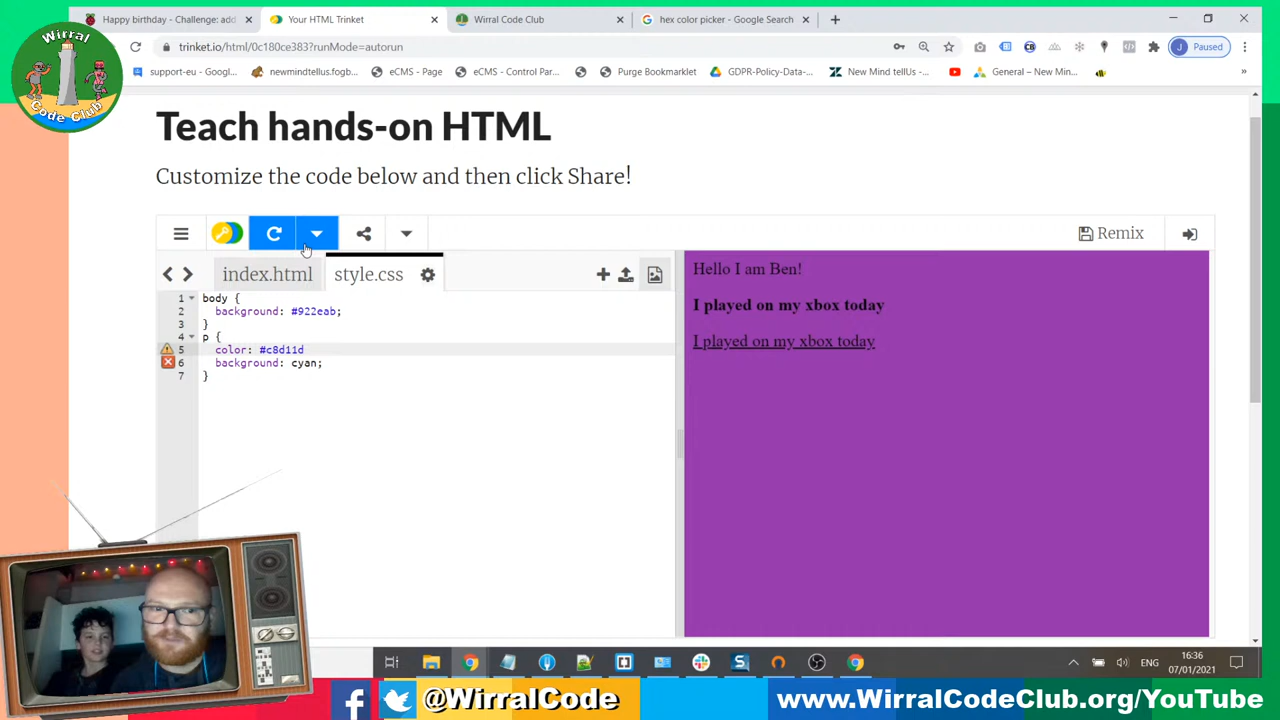 Happy birthday - Challenge: add
Your HTML Trinket
Wirral Code Club
hex color picker - Google Search
trinket.io/html/0c180ce383?runMode=autorun
J Paused
support-eu - Googl...
newmindtellus.fogb...
eCMS - Page
eCMS - Control Par...
Purge Bookmarklet
GDPR-Policy-Data-...
New Mind tellUs -...
General – New Min...
Wirral
Code Club
Teach hands-on HTML
Customize the code below and then click Share!
Remix
index.html
style.css
1 body {
2 background: #922eab;
3 }
4 p {
5 color: #c8d11d
6 background: cyan;
7 }
Hello I am Ben!
I played on my xbox today
I played on my xbox today
ENG
16:36
07/01/2021
@WirralCode
www.WirralCodeClub.org/YouTube